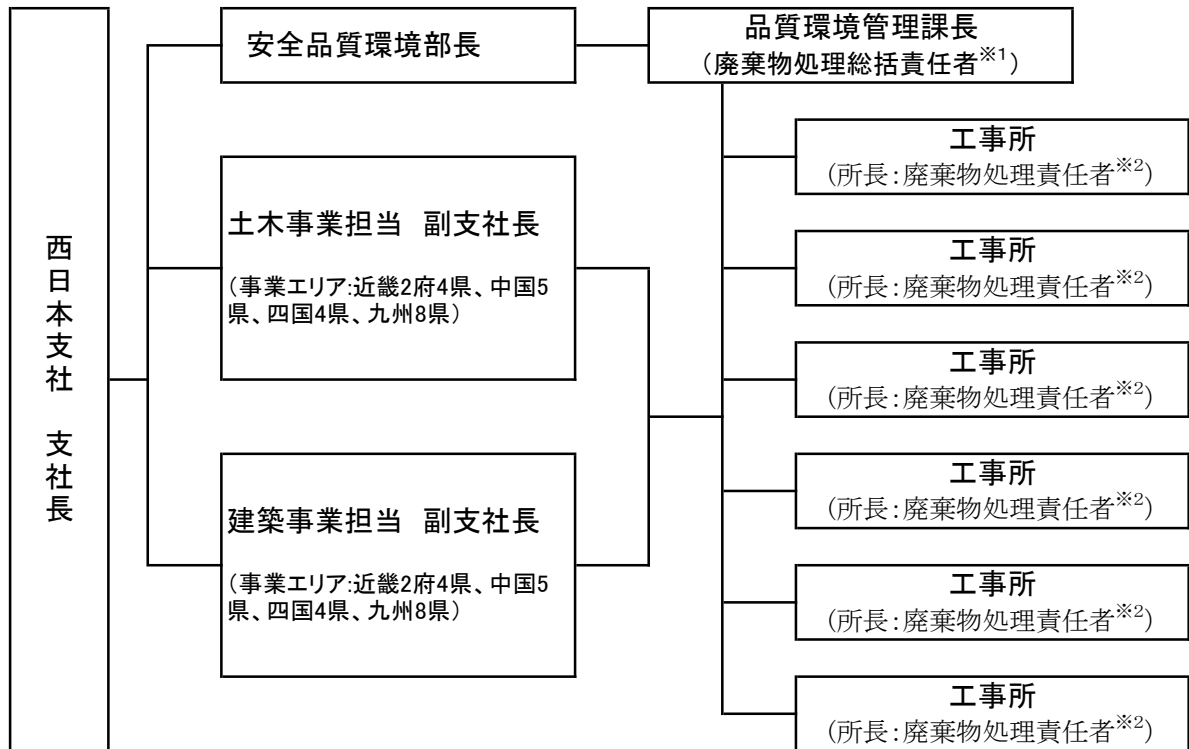 西日本支社　支社長
安全品質環境部長
品質環境管理課長
（廃棄物処理総括責任者※1）
土木事業担当　副支社長
（事業エリア:近畿2府4県、中国5
県、四国4県、九州8県）
建築事業担当　副支社長
（事業エリア:近畿2府4県、中国5
県、四国4県、九州8県）
工事所
（所長：廃棄物処理責任者※2）
工事所
（所長：廃棄物処理責任者※2）
工事所
（所長：廃棄物処理責任者※2）
工事所
（所長：廃棄物処理責任者※2）
工事所
（所長：廃棄物処理責任者※2）
工事所
（所長：廃棄物処理責任者※2）